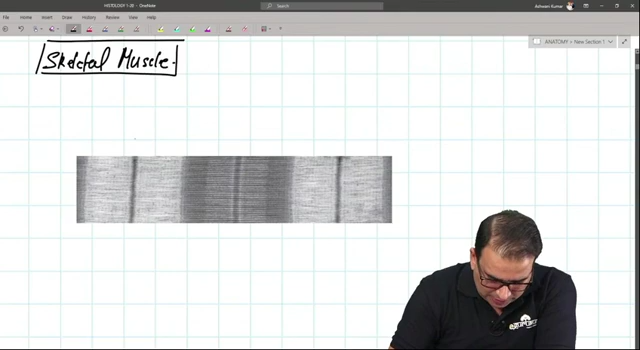 HISTOLOGY 1-20 - OneNote
Ashwani Kumar
File Home Insert Draw History Review View Help
ANATOMY > New Section 1
Skeletal Muscle.